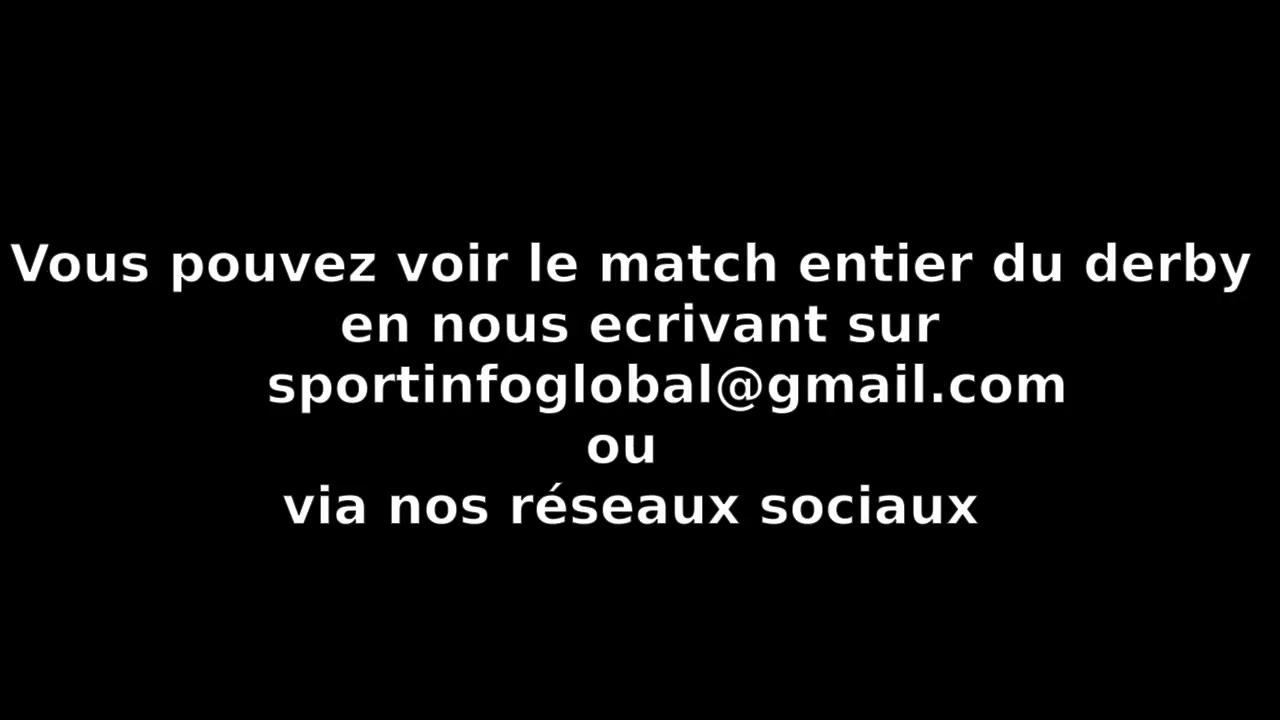 Vous pouvez voir le match entier du derby
en nous ecrivant sur
sportinfoglobal@gmail.com
ou
via nos réseaux sociaux